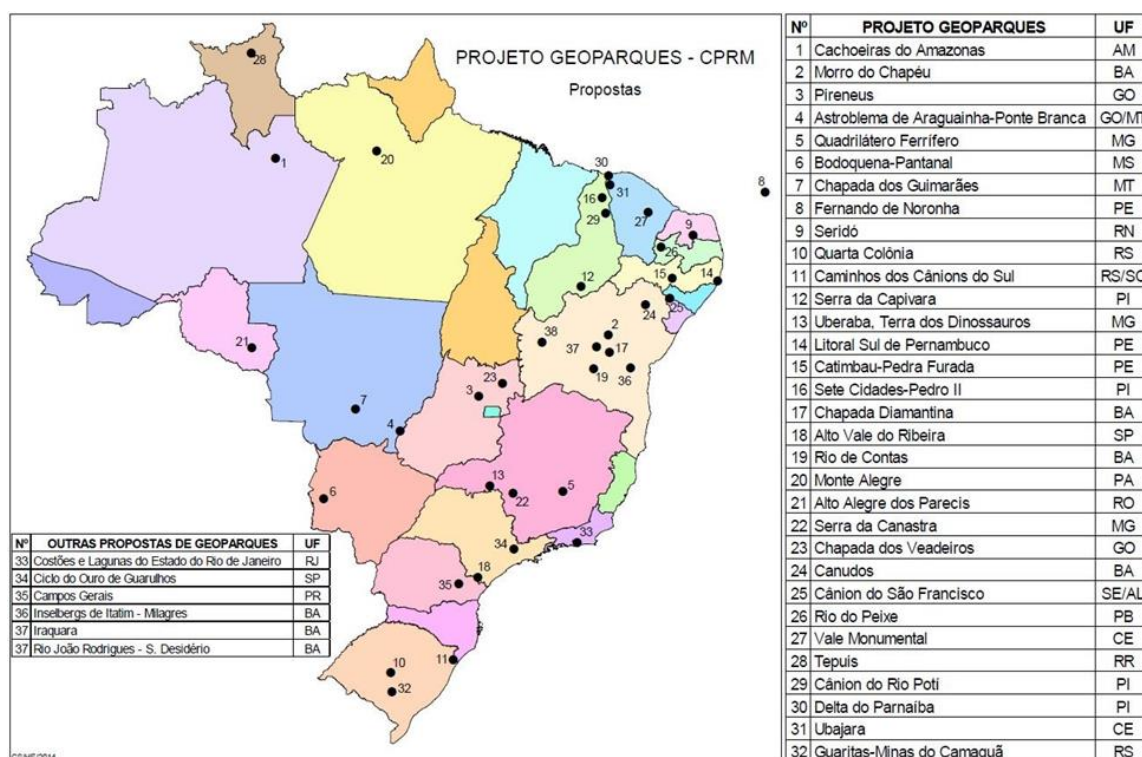 PROJETO GEOPARQUES - CPRM
Propostas
28
1
20
30
31
16
29
27
8
9
26
15
14
12
25
24
38
2
37
17
19
36
21
23
3
7
4
13
22
5
6
33
34
18
35
11
10
32
Nº OUTRAS PROPOSTAS DE GEOPARQUES UF
33 Costões e Lagunas do Estado do Rio de Janeiro RJ
34 Ciclo do Ouro de Guarulhos SP
35 Campos Gerais PR
36 Inselbergs de Itatim - Milagres BA
37 Iraquara BA
37 Rio João Rodrigues - S. Desidério BA
Nº PROJETO GEOPARQUES UF
1 Cachoeiras do Amazonas AM
2 Morro do Chapéu BA
3 Pireneus GO
4 Astroblema de Araguainha-Ponte Branca GO/MT
5 Quadrilátero Ferrífero MG
6 Bodoquena-Pantanal MS
7 Chapada dos Guimarães MT
8 Fernando de Noronha PE
9 Seridó RN
10 Quarta Colônia RS
11 Caminhos dos Cânions do Sul RS/SC
12 Serra da Capivara PI
13 Uberaba, Terra dos Dinossauros MG
14 Litoral Sul de Pernambuco PE
15 Catimbau-Pedra Furada PE
16 Sete Cidades-Pedro II PI
17 Chapada Diamantina BA
18 Alto Vale do Ribeira SP
19 Rio de Contas BA
20 Monte Alegre PA
21 Alto Alegre dos Parecis RO
22 Serra da Canastra MG
23 Chapada dos Veadeiros GO
24 Canudos BA
25 Cânion do São Francisco SE/AL
26 Rio do Peixe PB
27 Vale Monumental CE
28 Tepuis RR
29 Cânion do Rio Poti PI
30 Delta do Parnaíba PI
31 Ubajara CE
32 Guaritas-Minas do Camaquã RS